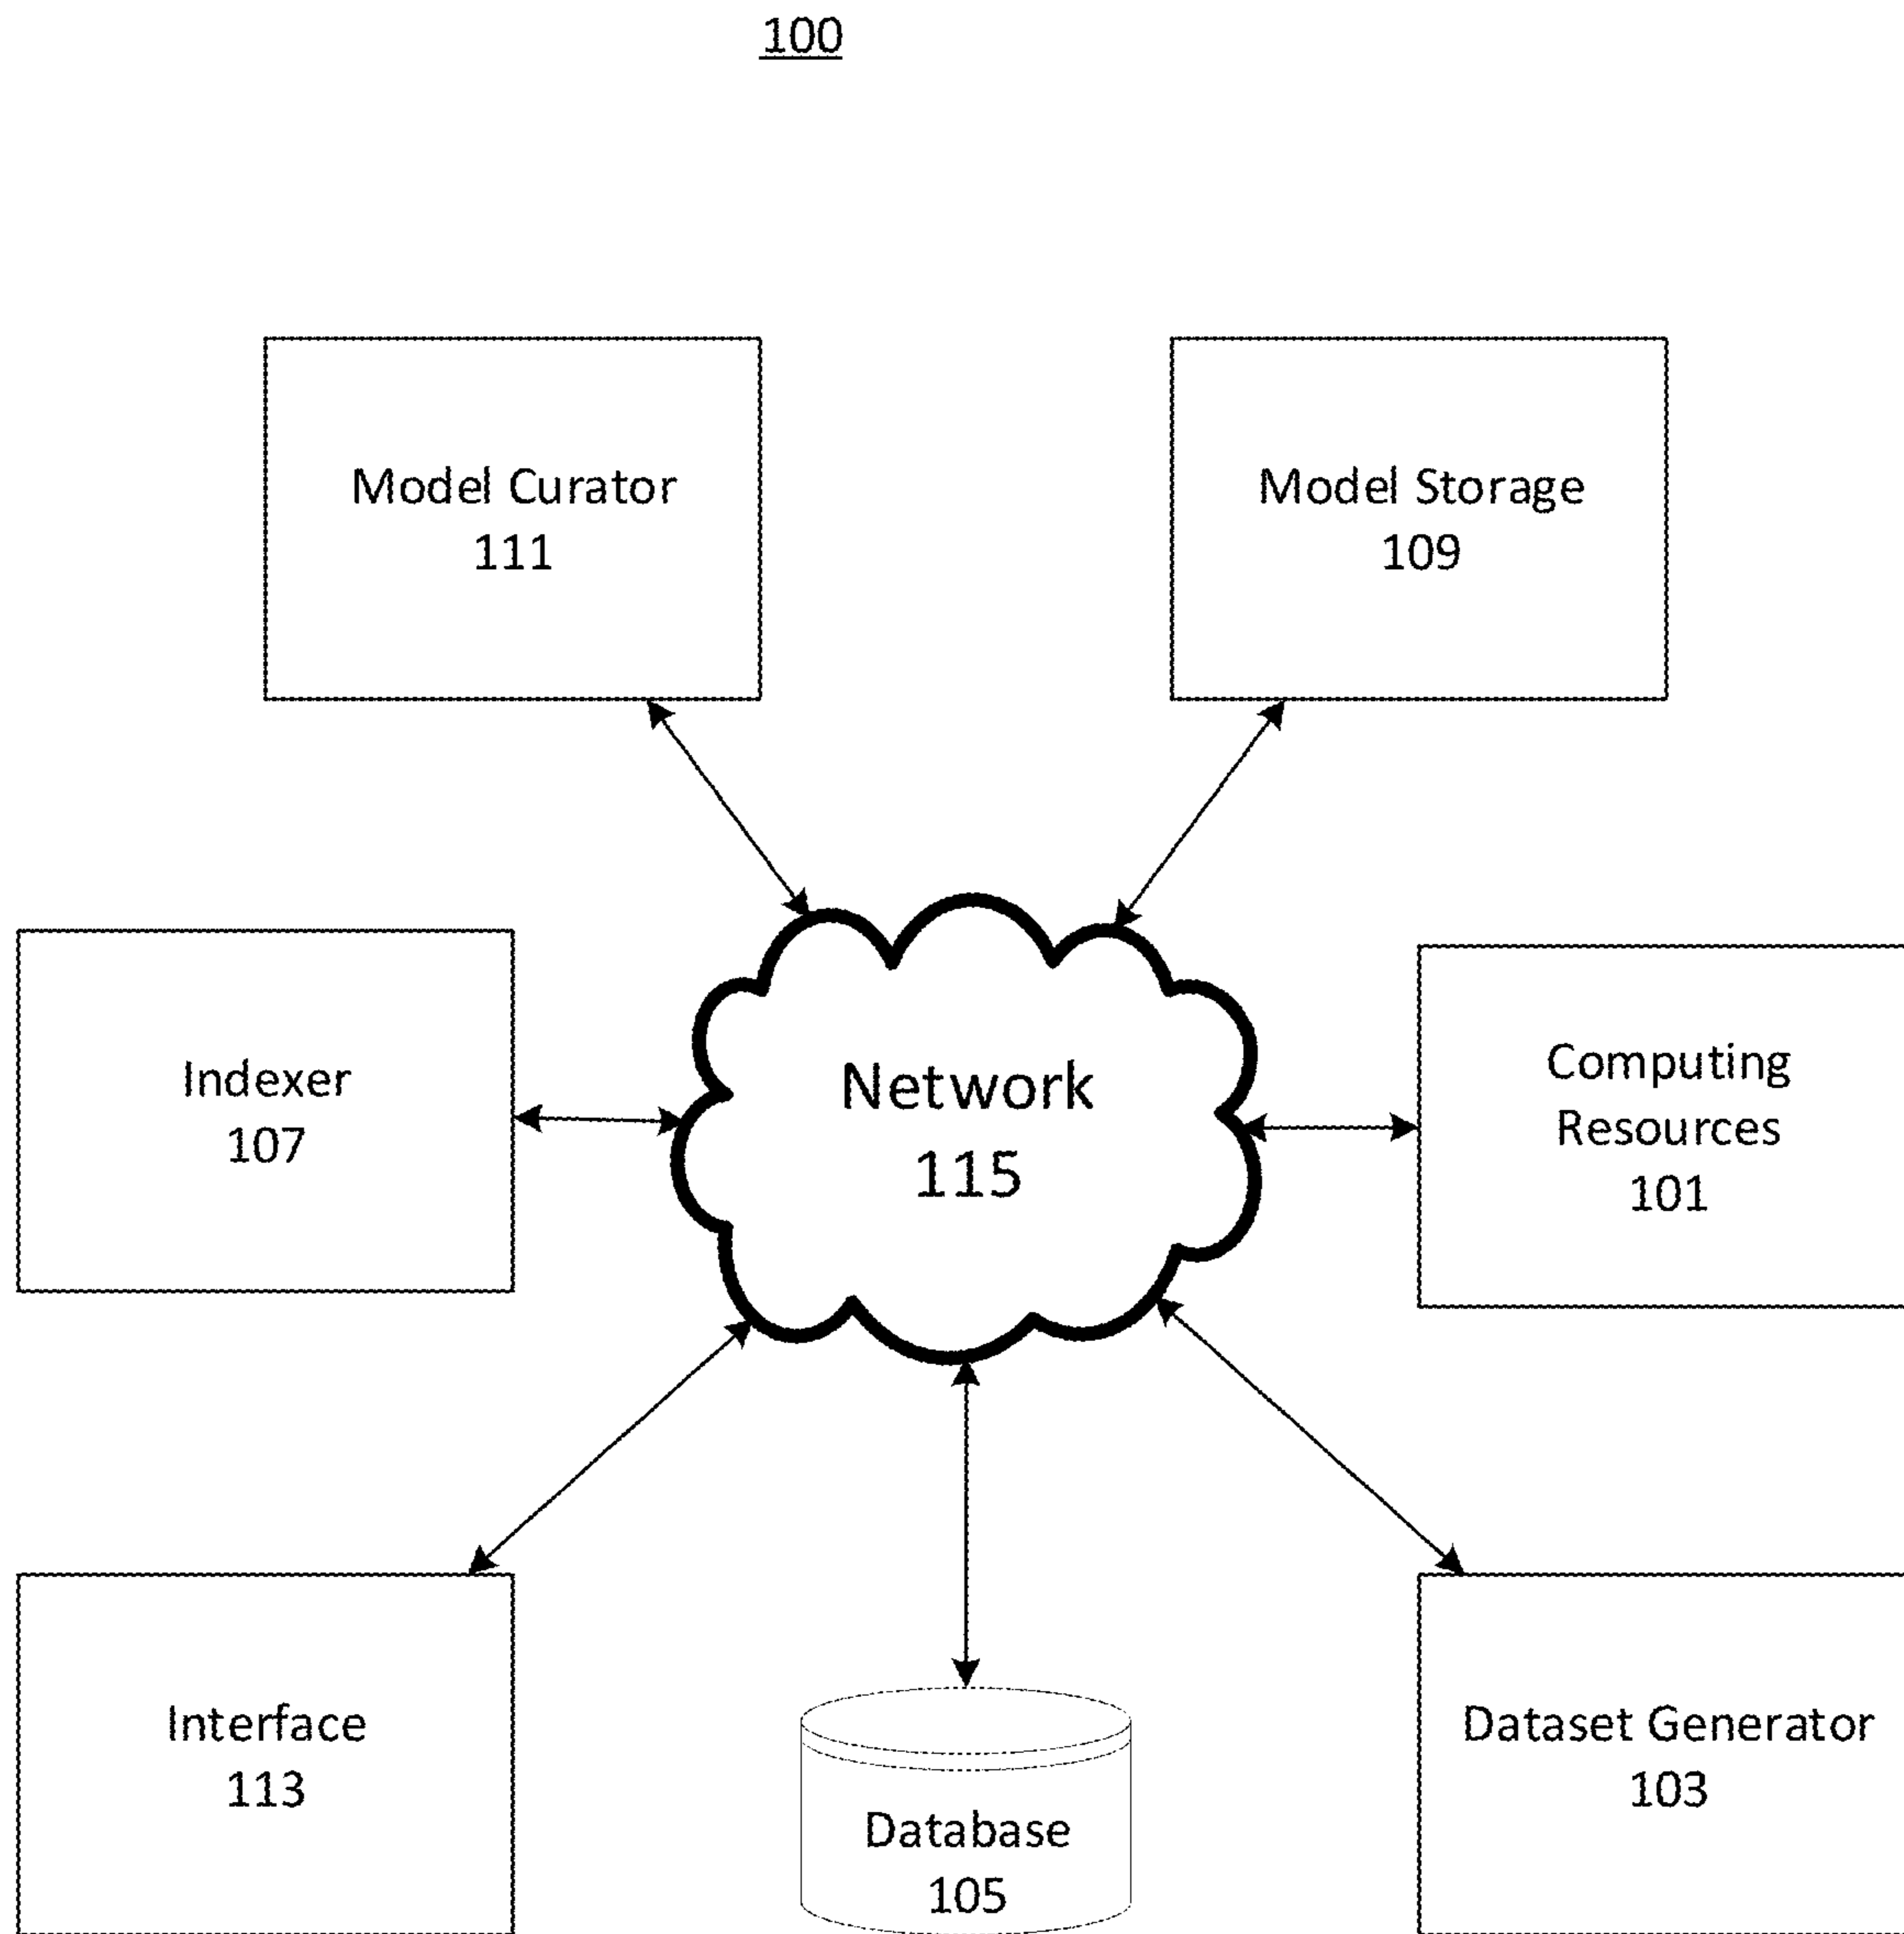 100
Model Curator
111
Model Storage
109
Indexer
107
Network
115
Computing
Resources
101
Interface
113
Database
105
Dataset Generator
103